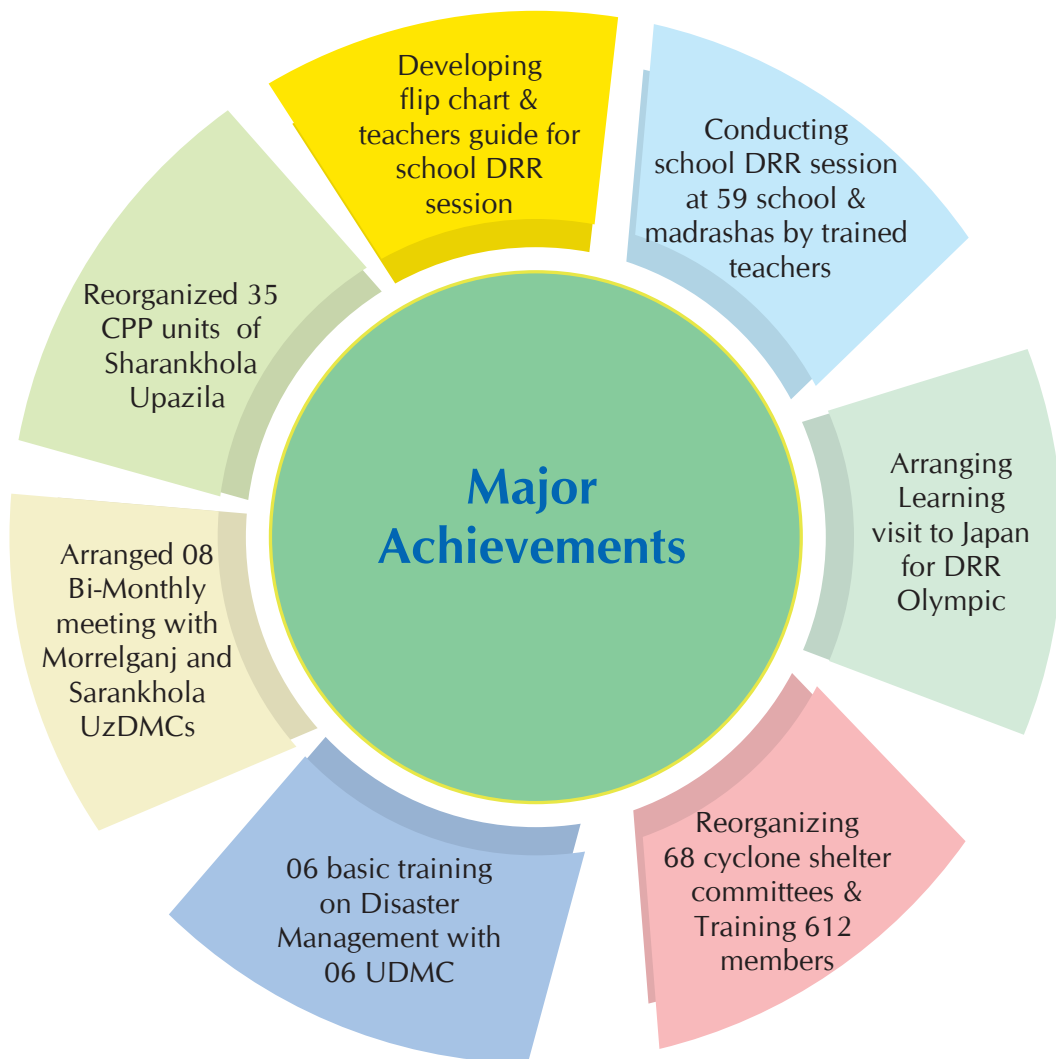 Developing
flip chart &
teachers guide for
school DRR
session
Conducting
school DRR session
at 59 school &
madrashas by trained
teachers
Arranging
Learning
visit to Japan
for DRR
Olympic
Reorganizing
68 cyclone shelter
committees &
Training 612
members
06 basic training
on Disaster
Management with
06 UDMC
Arranged 08
Bi-Monthly
meeting with
Morrelganj and
Sarankhola
UzDMCs
Reorganized 35
CPP units of
Sharankhola
Upazila
Major
Achievements